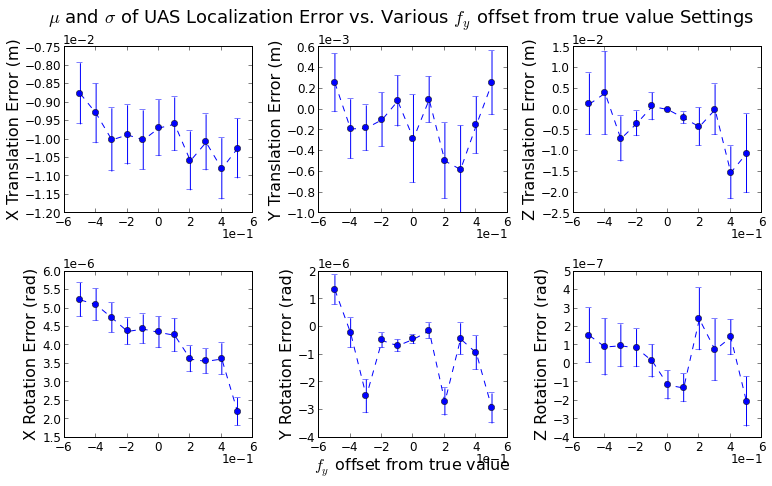 μ and σ of UAS Localization Error vs. Various f_y offset from true value Settings
1e−2
X Translation Error (m)
−0.75
−0.80
−0.85
−0.90
−0.95
−1.00
−1.05
−1.10
−1.15
−1.20
−6 −4 −2 0 2 4 6
1e−1
1e−3
Y Translation Error (m)
0.6
0.4
0.2
0.0
−0.2
−0.4
−0.6
−0.8
−1.0
−6 −4 −2 0 2 4 6
1e−1
1e−2
Z Translation Error (m)
1.5
1.0
0.5
0.0
−0.5
−1.0
−1.5
−2.0
−2.5
−6 −4 −2 0 2 4 6
1e−1
1e−6
X Rotation Error (rad)
6.0
5.5
5.0
4.5
4.0
3.5
3.0
2.5
2.0
1.5
−6 −4 −2 0 2 4 6
1e−1
1e−6
Y Rotation Error (rad)
2
1
0
−1
−2
−3
−4
−6 −4 −2 0 2 4 6
1e−1
1e−7
Z Rotation Error (rad)
5
4
3
2
1
0
−1
−2
−3
−4
−6 −4 −2 0 2 4 6
1e−1
f_y offset from true value